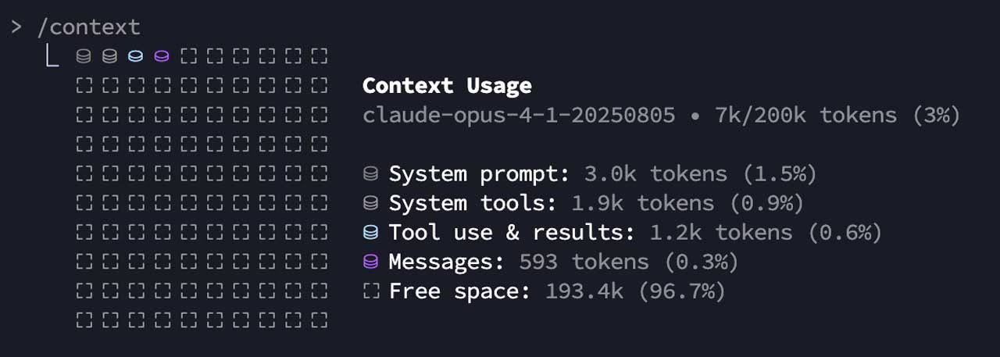 > /context
Context Usage
claude-opus-4-1-20250805 • 7k/200k tokens (3%)
System prompt: 3.0k tokens (1.5%)
System tools: 1.9k tokens (0.9%)
Tool use & results: 1.2k tokens (0.6%)
Messages: 593 tokens (0.3%)
Free space: 193.4k (96.7%)